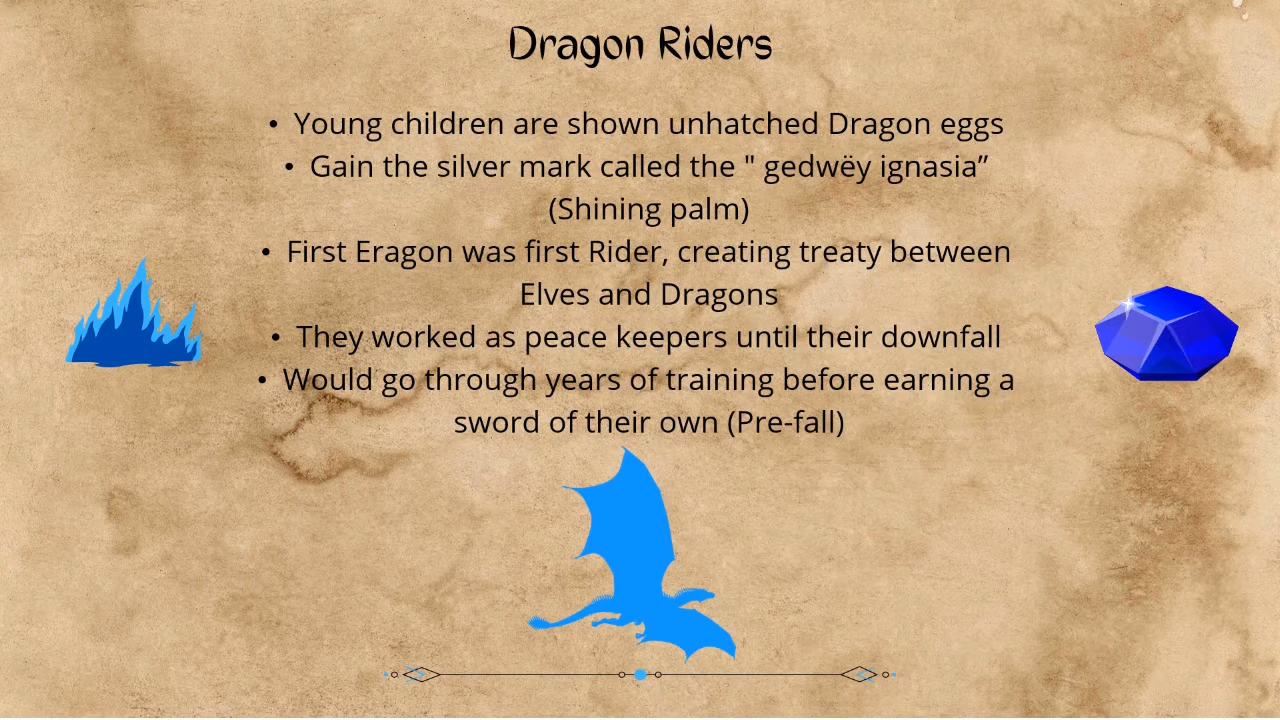 Dragon Riders
• Young children are shown unhatched Dragon eggs
• Gain the silver mark called the " gedwëy ignasia”
(Shining palm)
• First Eragon was first Rider, creating treaty between
Elves and Dragons
• They worked as peace keepers until their downfall
• Would go through years of training before earning a
sword of their own (Pre-fall)